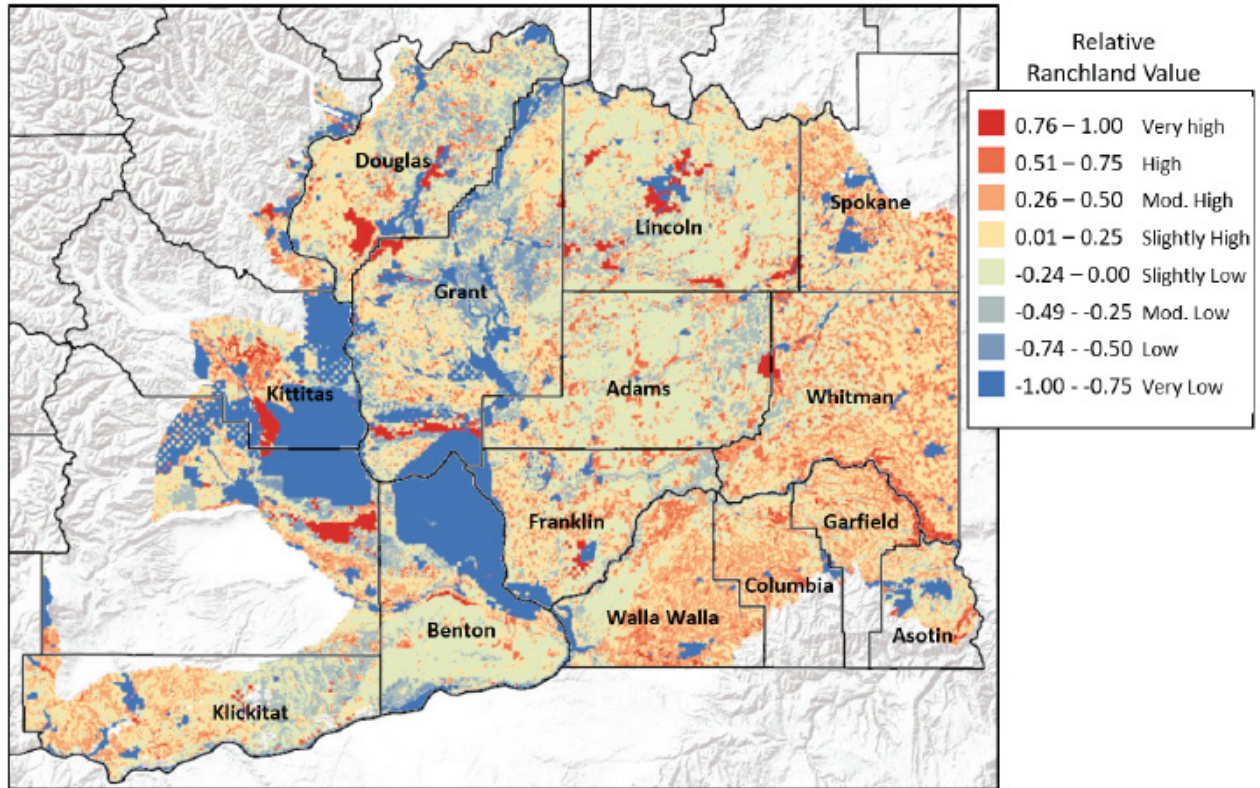 Relative
Ranchland Value
0.76 – 1.00 Very high
0.51 – 0.75 High
0.26 – 0.50 Mod. High
0.01 – 0.25 Slightly High
-0.24 – 0.00 Slightly Low
-0.49 - -0.25 Mod. Low
-0.74 - -0.50 Low
-1.00 - -0.75 Very Low
Douglas
Spokane
Lincoln
Grant
Kittitas
Adams
Whitman
Franklin
Garfield
Columbia
Walla Walla
Benton
Asotin
Klickitat